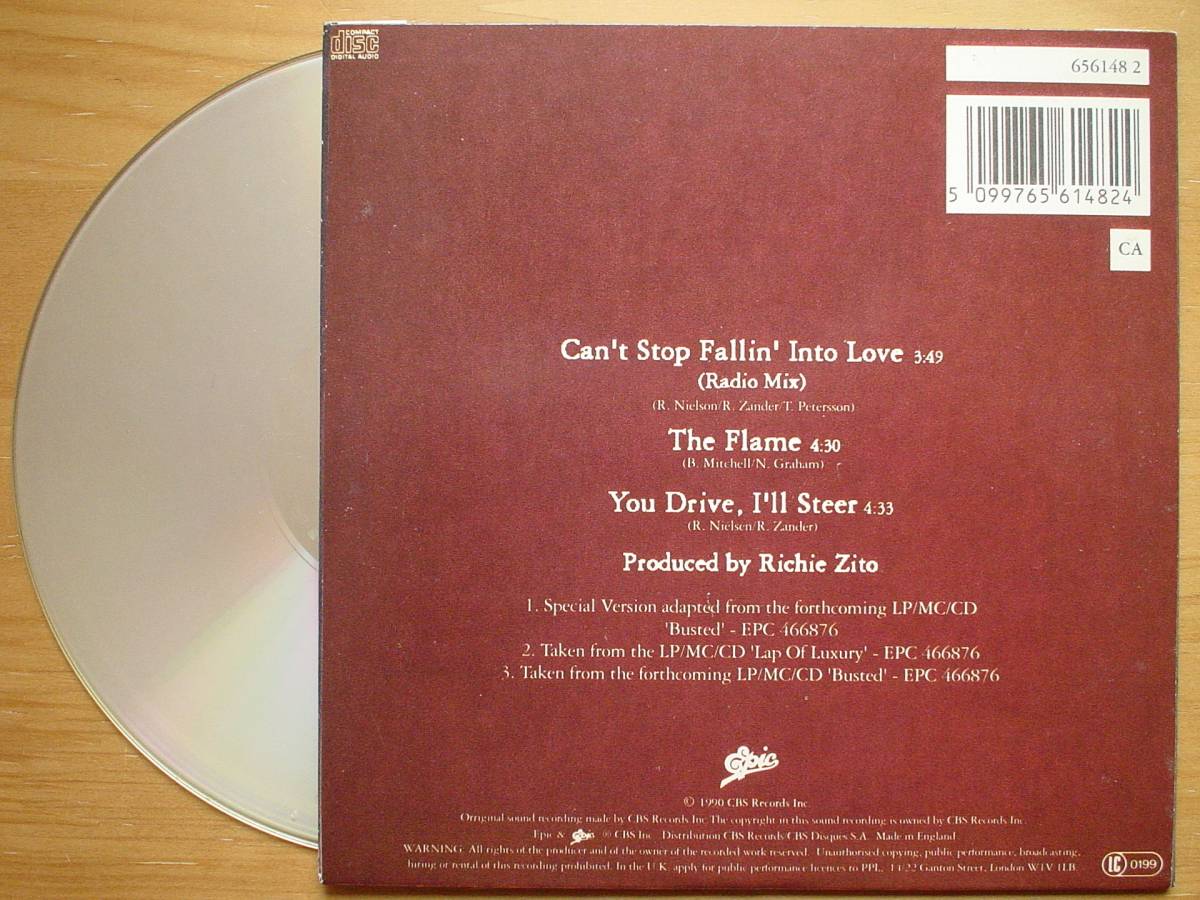 COMPACT
disc
DIGITAL AUDIO
656148 2
5 099765 614824
CA
Can't Stop Fallin' Into Love 3:49
(Radio Mix)
(R. Nielson/R. Zander/T. Petersson)
The Flame 4:30
(B. Mitchell/N. Graham)
You Drive, I'll Steer 4:33
(R. Nielsen/R. Zander)
Produced by Richie Zito
1. Special Version adapted from the forthcoming LP/MC/CD
'Busted' - EPC 466876
2. Taken from the LP/MC/CD 'Lap Of Luxury' - EPC 466876
3. Taken from the forthcoming LP/MC/CD 'Busted' - EPC 466876
Epic
© 1990 CBS Records Inc.
Orriginal sound recording made by CBS Records Inc. The copyright in this sound recording is owned by CBS Records Inc.
Epic & Epic ® CBS Inc. Distribution CBS Records/CBS Disques S.A. Made in England
WARNING. All rights of the producer and of the owner of the recorded work reserved. Unauthorised copying, public performance, broadcasting,
hiring or rental of this recording prohibited. In the U.K. apply for public performance licences to PPL, Ganton Street, London W1V 1LB.
IC 0199